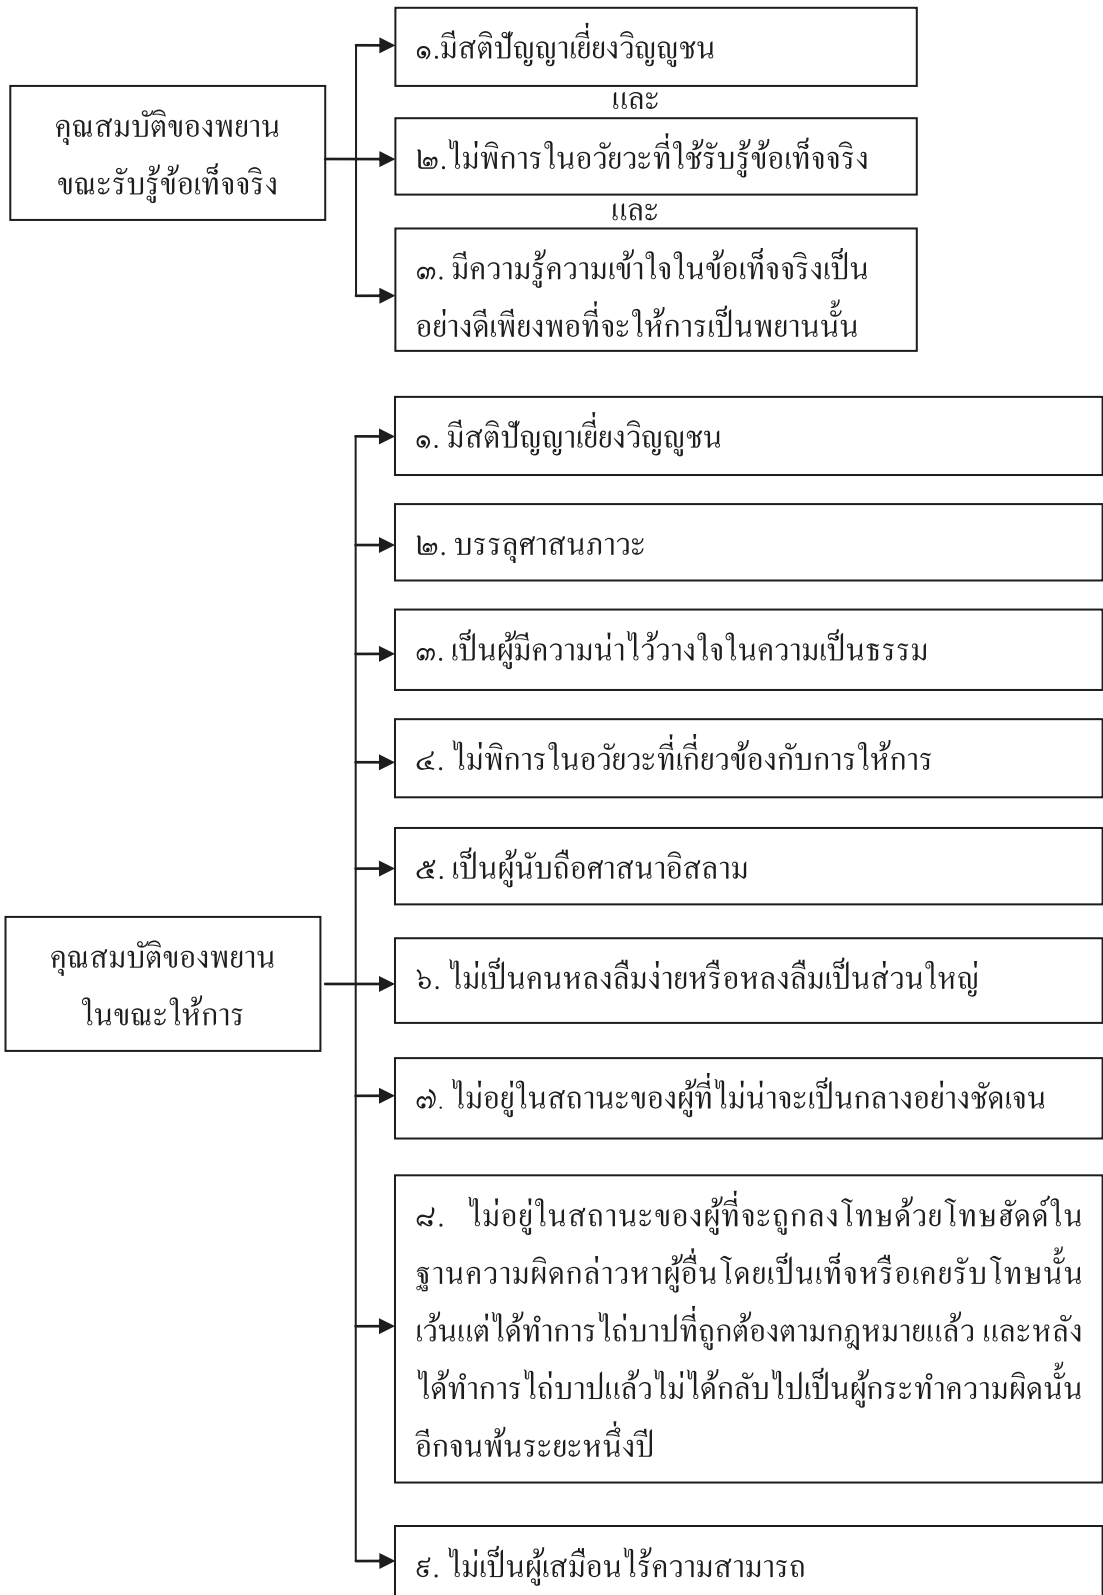 คุณสมบัติของพยาน
ขณะรับรู้ข้อเท็จจริง
๑.มีสติปัญญาเยี่ยงวิญญูชน
และ
๒.ไม่พิการในอวัยวะที่ใช้รับรู้ข้อเท็จจริง
และ
๓. มีความรู้ความเข้าใจในข้อเท็จจริงเป็น
อย่างดีเพียงพอที่จะให้การเป็นพยานนั้น
คุณสมบัติของพยาน
ในขณะให้การ
๑. มีสติปัญญาเยี่ยงวิญญูชน
๒. บรรลุศาสนภาวะ
๓. เป็นผู้มีความน่าไว้วางใจในความเป็นธรรม
๔. ไม่พิการในอวัยวะที่เกี่ยวข้องกับการให้การ
๕. เป็นผู้นับถือศาสนาอิสลาม
๖. ไม่เป็นคนหลงลืมง่ายหรือหลงลืมเป็นส่วนใหญ่
๗. ไม่อยู่ในสถานะของผู้ที่ไม่น่าจะเป็นกลางอย่างชัดเจน
๘. ไม่อยู่ในสถานะของผู้ที่จะถูกลงโทษด้วยโทษฮัดด์ใน
ฐานความผิดกล่าวหาผู้อื่นโดยเป็นเท็จหรือเคยรับโทษนั้น
เว้นแต่ได้ทำการไถ่บาปที่ถูกต้องตามกฎหมายแล้ว และหลัง
ได้ทำการไถ่บาปแล้วไม่ได้กลับไปเป็นผู้กระทำความผิดนั้น
อีกจนพ้นระยะหนึ่งปี
๙. ไม่เป็นผู้เสมือนไร้ความสามารถ